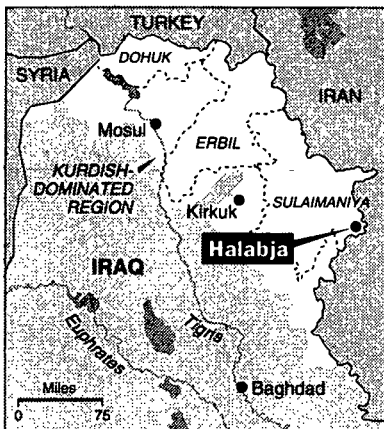 TURKEY
DOHUK
SYRIA
IRAN
Mosul
ERBIL
KURDISH-
DOMINATED
REGION
Kirkuk
SULAIMANIYA
Halabja
IRAQ
Euphrates
Tigris
Miles
0 75
Baghdad